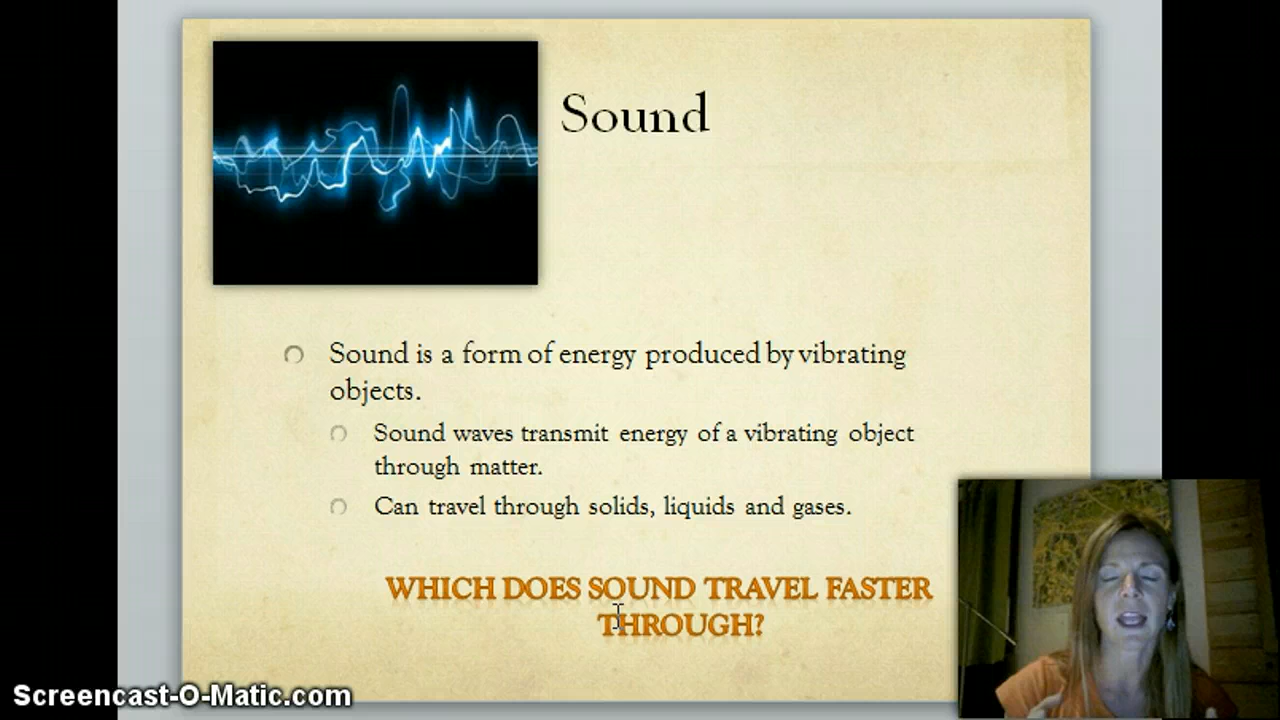 Sound
Sound is a form of energy produced by vibrating
objects.
Sound waves transmit energy of a vibrating object
through matter.
Can travel through solids, liquids and gases.
WHICH DOES SOUND TRAVEL FASTER
THROUGH?
Screencast-O-Matic.com